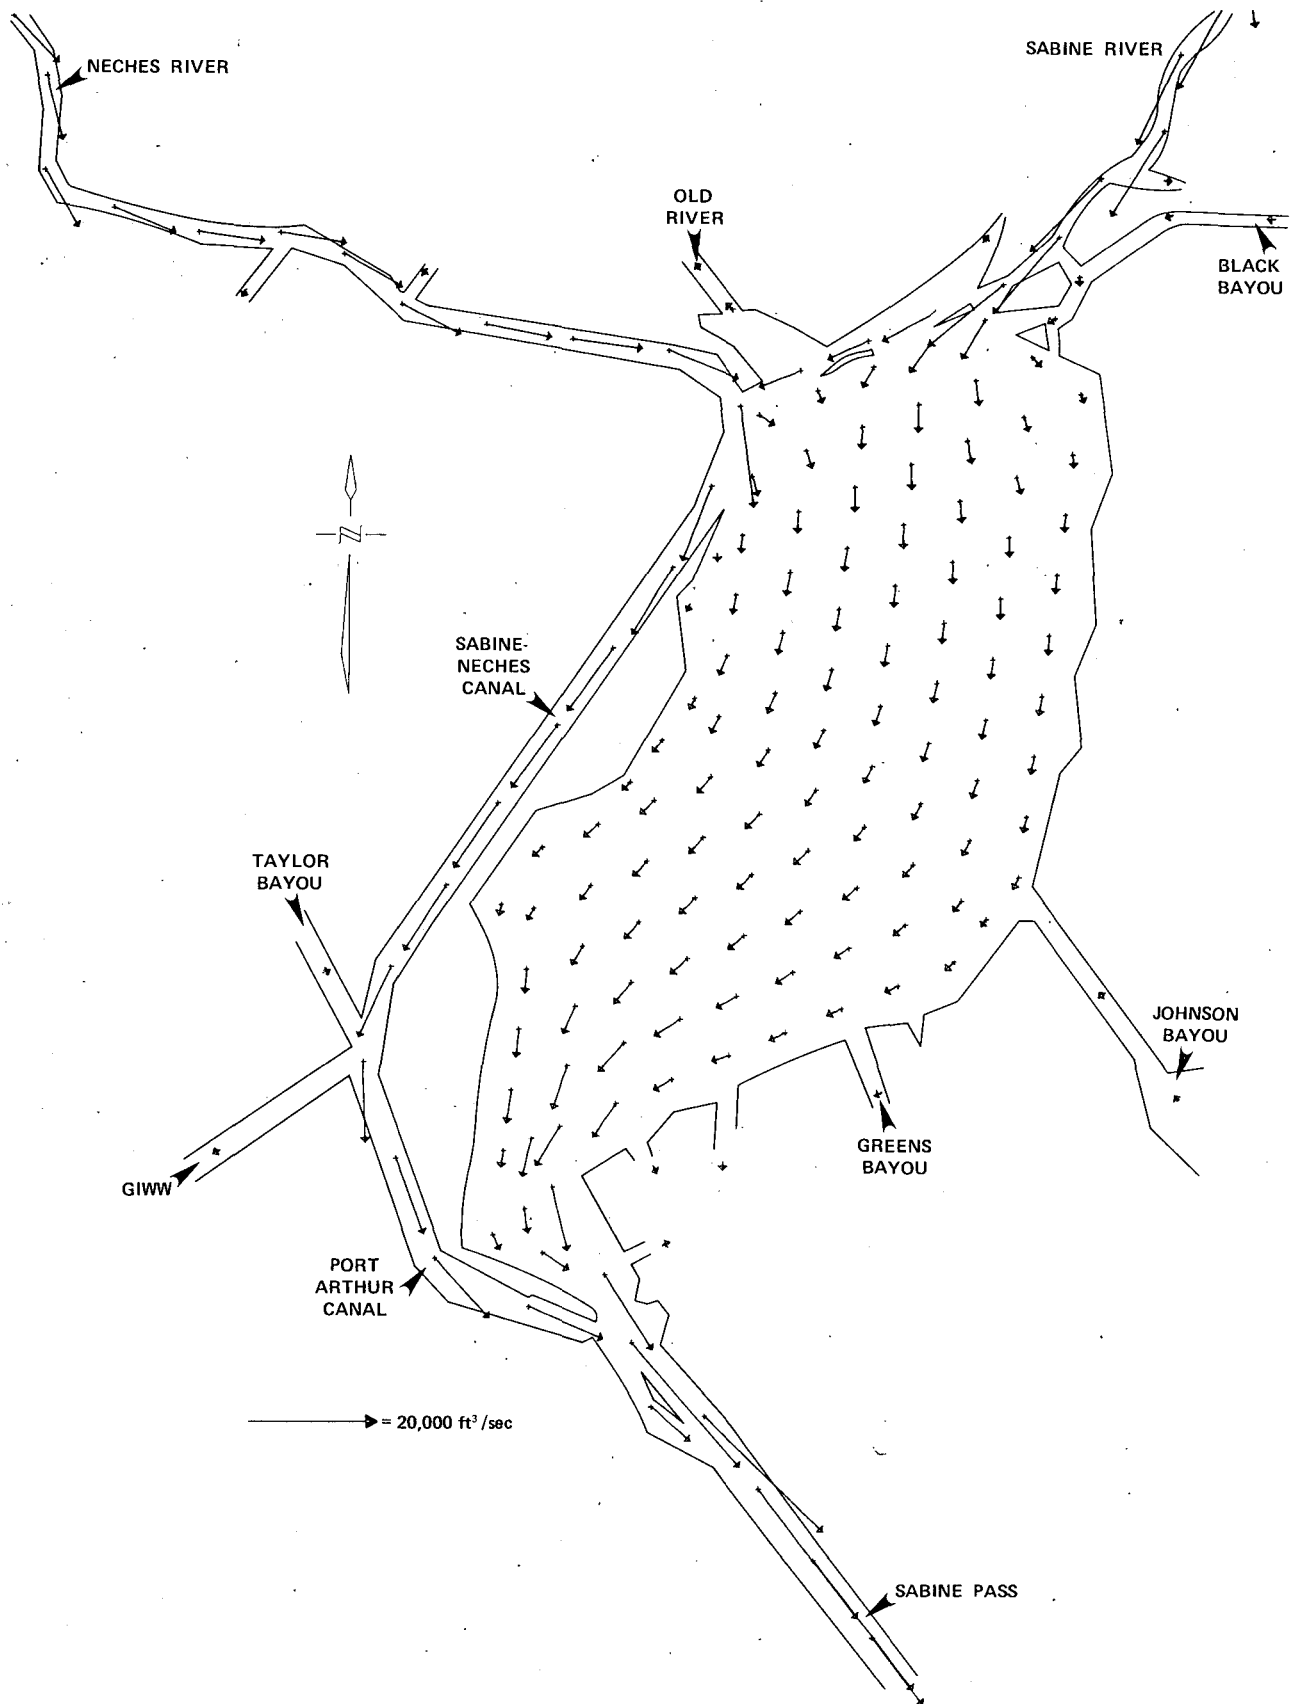 SABINE RIVER
NECHES RIVER
OLD
RIVER
BLACK
BAYOU
N
SABINE-
NECHES
CANAL
TAYLOR
BAYOU
JOHNSON
BAYOU
GREENS
BAYOU
GIWW
PORT
ARTHUR
CANAL
= 20,000 ft³/sec
SABINE PASS